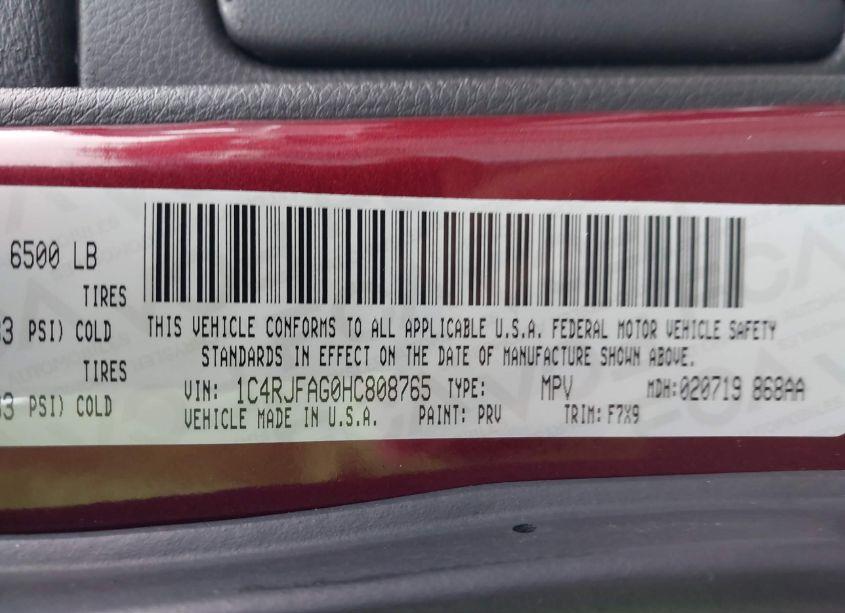 6500 LB
TIRES
33 PSI) COLD
TIRES
33 PSI) COLD
THIS VEHICLE CONFORMS TO ALL APPLICABLE U.S.A. FEDERAL MOTOR VEHICLE SAFETY
STANDARDS IN EFFECT ON THE DATE OF MANUFACTURE SHOWN ABOVE.
VIN: 1C4RJFAG0HC808765 TYPE: MPV MDH:020719 868AA
VEHICLE MADE IN U.S.A. PAINT: PRV TRIM: F7X9